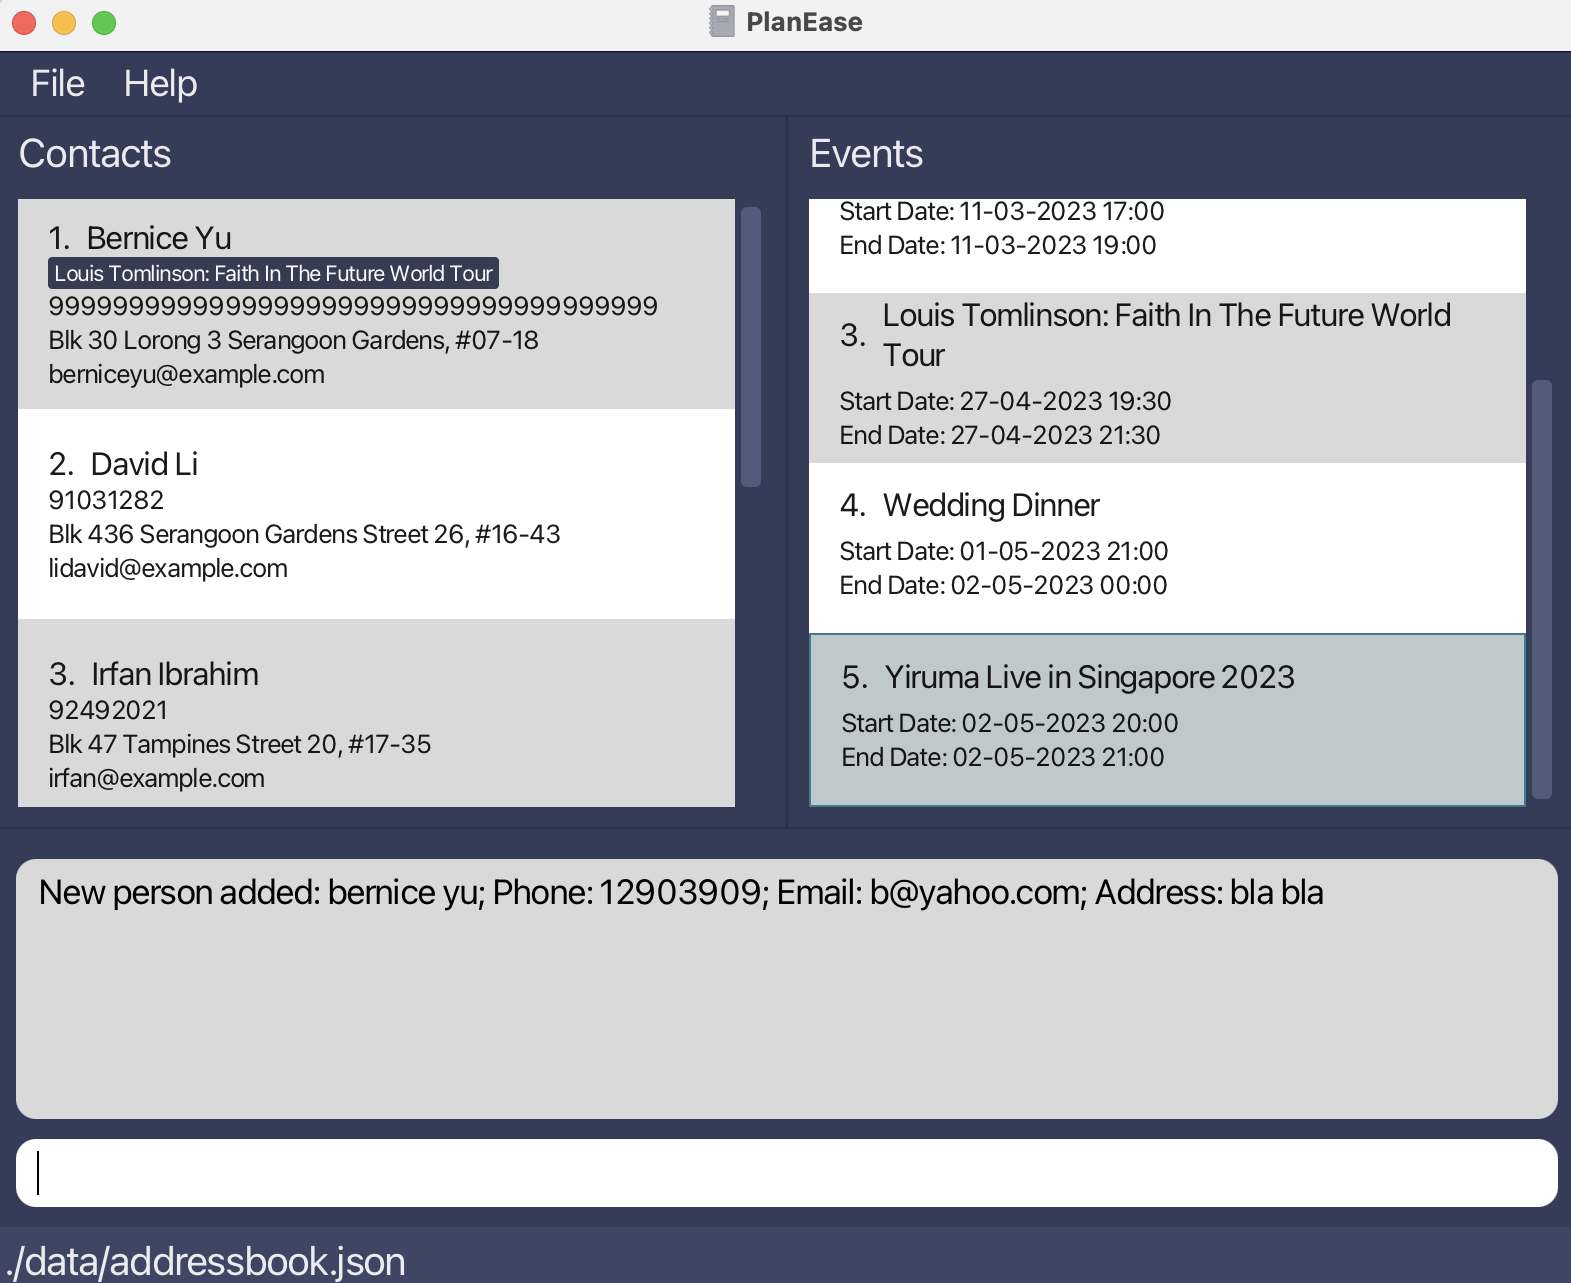 PlanEase
File Help
Contacts
1. Bernice Yu
Louis Tomlinson: Faith In The Future World Tour
99999999999999999999999999999999999999
Blk 30 Lorong 3 Serangoon Gardens, #07-18
berniceyu@example.com
2. David Li
91031282
Blk 436 Serangoon Gardens Street 26, #16-43
lidavid@example.com
3. Irfan Ibrahim
92492021
Blk 47 Tampines Street 20, #17-35
irfan@example.com
Events
Start Date: 11-03-2023 17:00
End Date: 11-03-2023 19:00
3. Louis Tomlinson: Faith In The Future World
Tour
Start Date: 27-04-2023 19:30
End Date: 27-04-2023 21:30
4. Wedding Dinner
Start Date: 01-05-2023 21:00
End Date: 02-05-2023 00:00
5. Yiruma Live in Singapore 2023
Start Date: 02-05-2023 20:00
End Date: 02-05-2023 21:00
New person added: bernice yu; Phone: 12903909; Email: b@yahoo.com; Address: bla bla
./data/addressbook.json